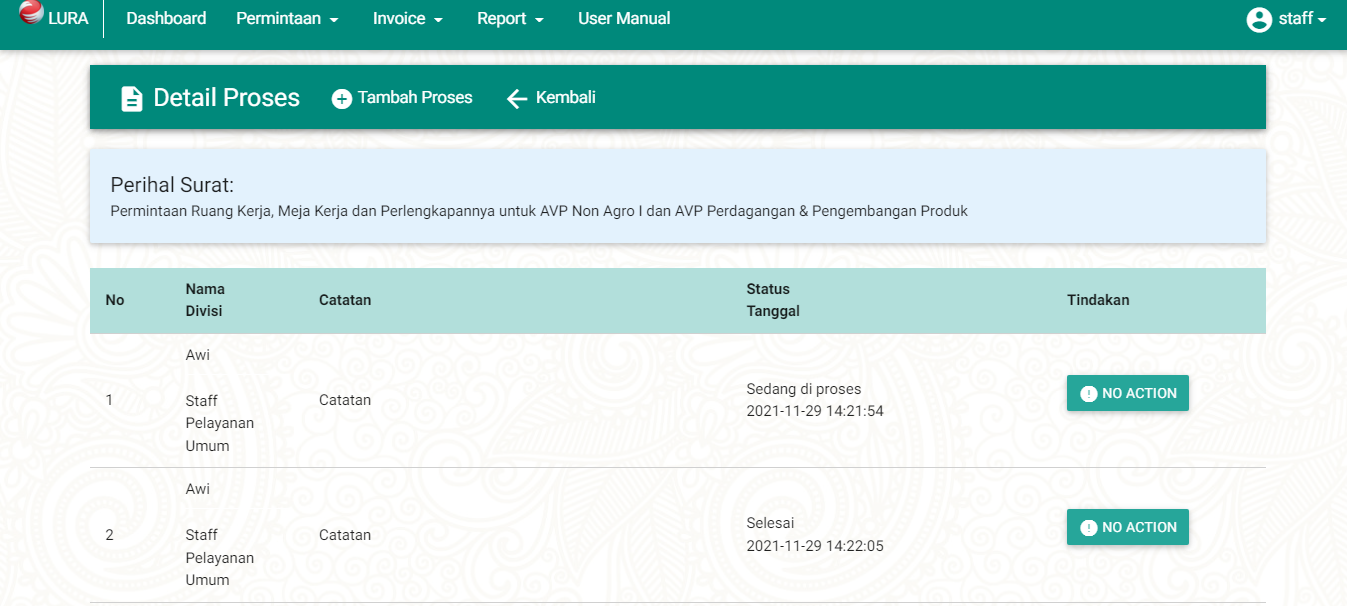 LURA Dashboard Permintaan Invoice Report User Manual staff
Detail Proses Tambah Proses Kembali
Perihal Surat:
Permintaan Ruang Kerja, Meja Kerja dan Perlengkapannya untuk AVP Non Agro I dan AVP Perdagangan & Pengembangan Produk
No
Nama
Divisi
Catatan
Status
Tanggal
Tindakan
1
Awi
Staff
Pelayanan
Umum
Catatan
Sedang di proses
2021-11-29 14:21:54
NO ACTION
2
Awi
Staff
Pelayanan
Umum
Catatan
Selesai
2021-11-29 14:22:05
NO ACTION